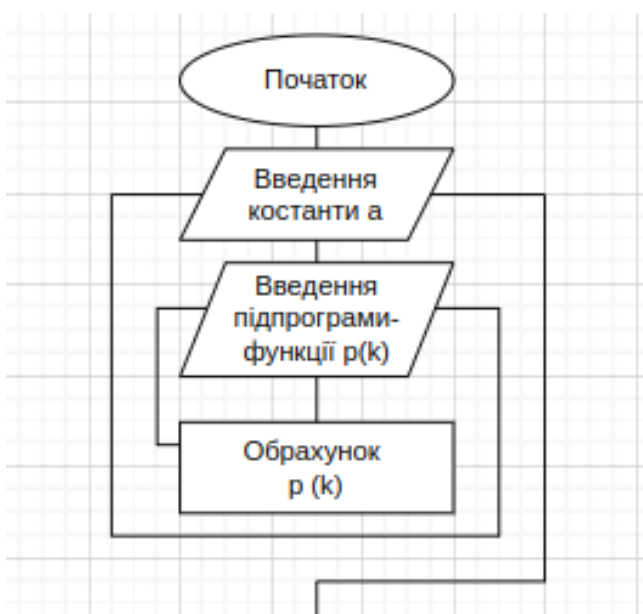 Початок
Введення
костанти а
Введення
підпрограми-
функції p(k)
Обрахунок
p (k)